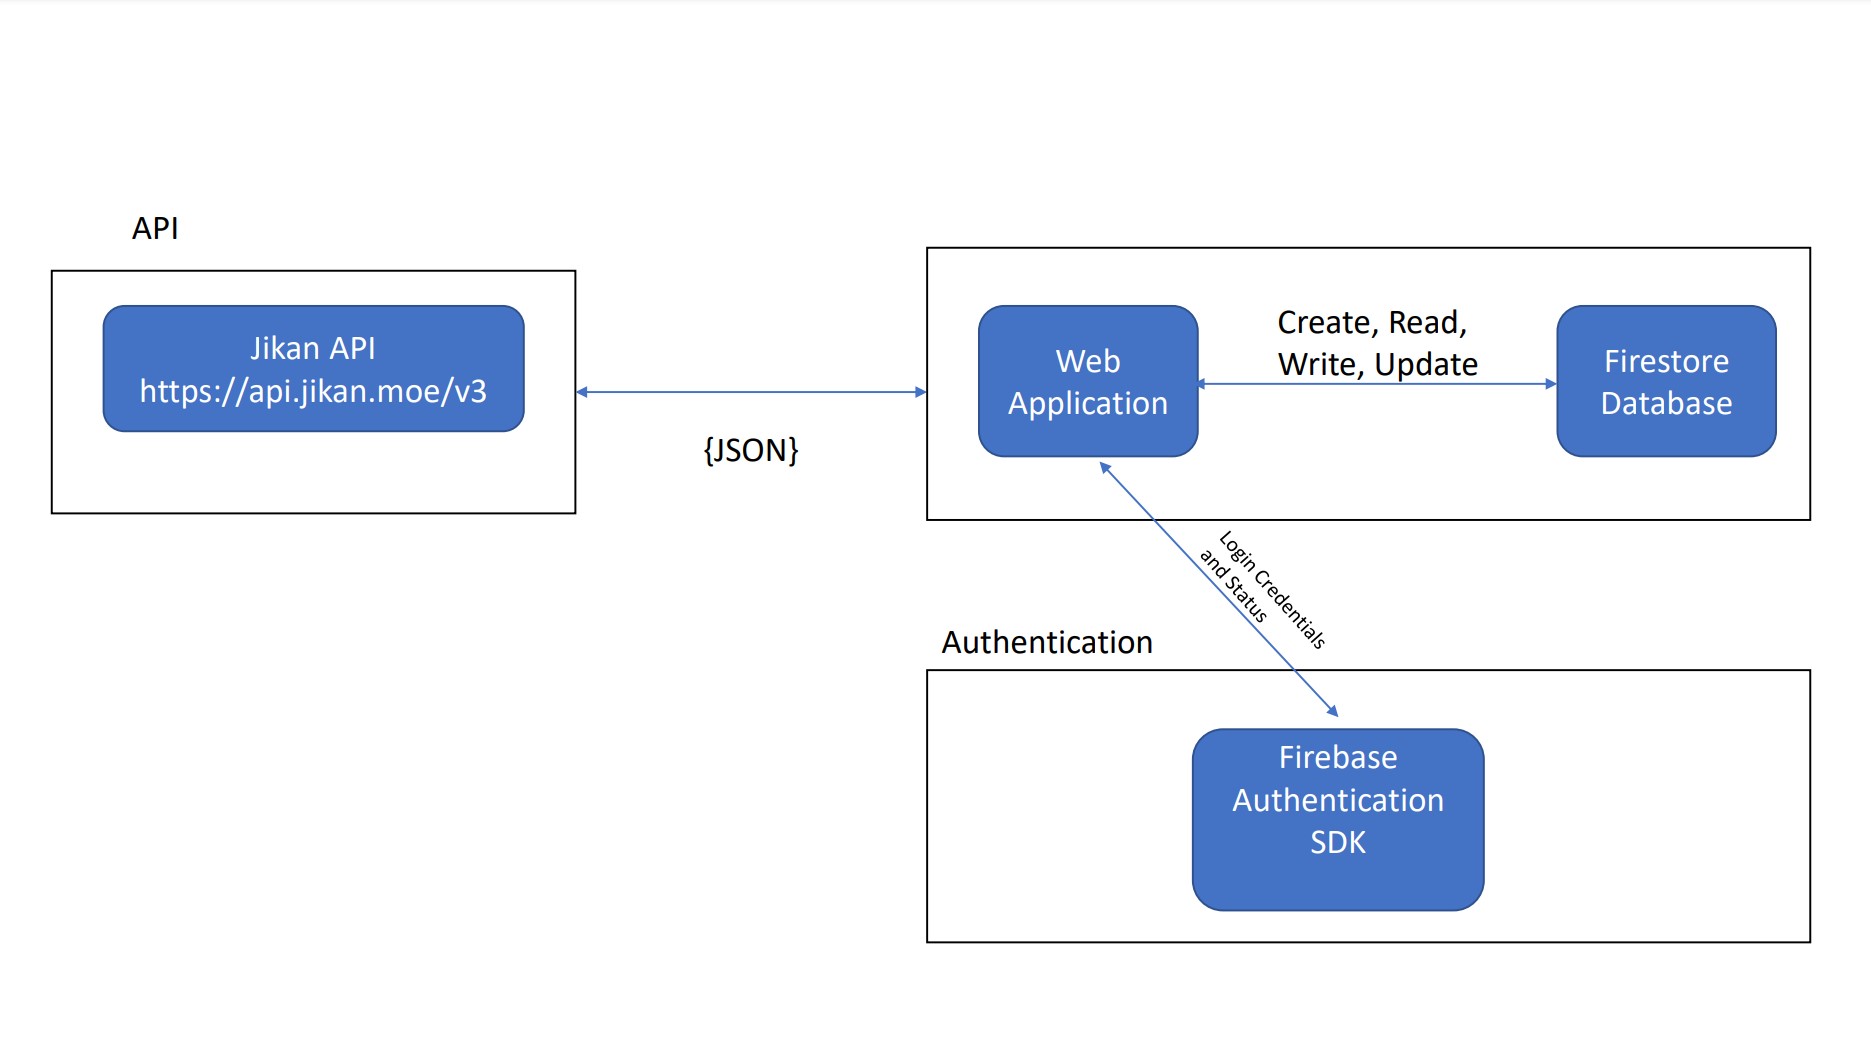 API
Jikan API
https://api.jikan.moe/v3
{JSON}
Web
Application
Create, Read,
Write, Update
Firestore
Database
Login Credentials
and Status
Authentication
Firebase
Authentication
SDK